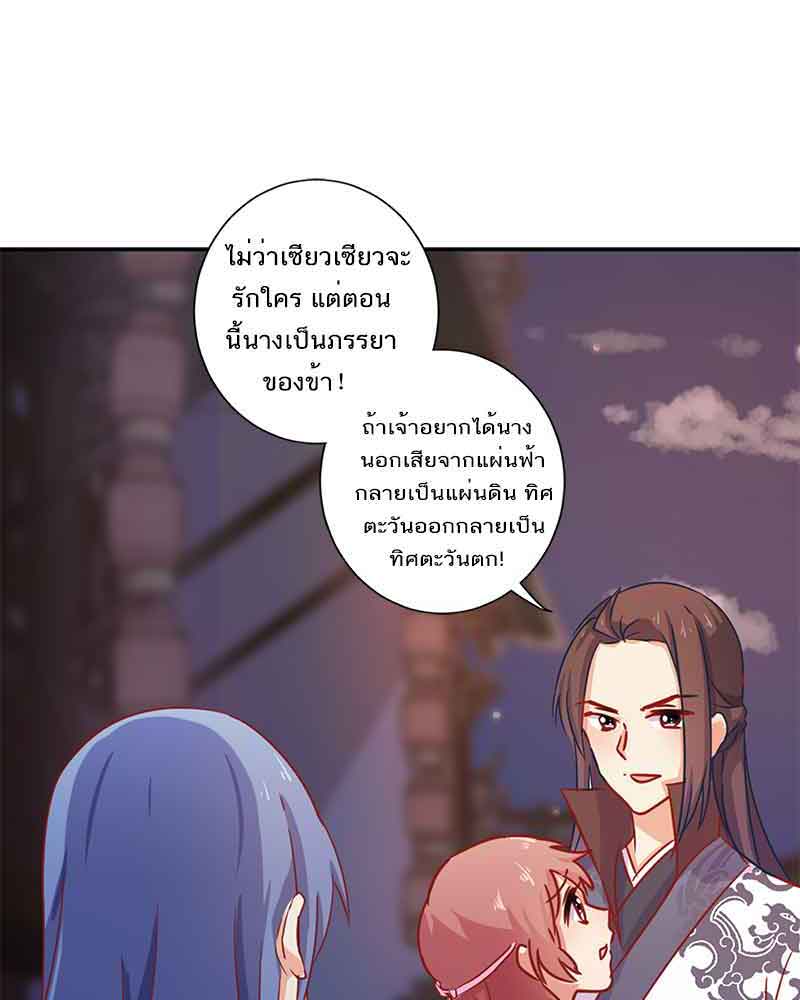 ไม่ว่าเซียวเซียวจะ
รักใคร แต่ตอน
นี้นางเป็นภรรยา
ของข้า!
ถ้าเจ้าอยากได้นาง
นอกเสียจากแผ่นฟ้า
กลายเป็นแผ่นดิน ทิศ
ตะวันออกกลายเป็น
ทิศตะวันตก!